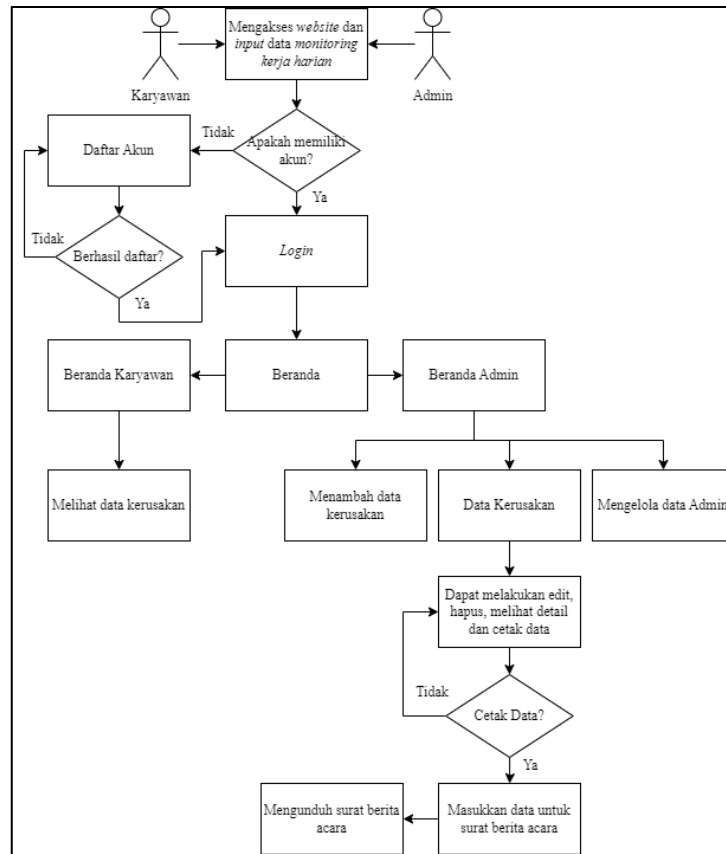 Mengakses website dan
input data monitoring
kerja harian
Karyawan
Admin
Tidak
Apakah memiliki
akun?
Daftar Akun
Ya
Tidak
Berhasil daftar?
Login
Ya
Beranda Karyawan
Beranda
Beranda Admin
Melihat data kerusakan
Menambah data
kerusakan
Data Kerusakan
Mengelola data Admin
Dapat melakukan edit,
hapus, melihat detail
dan cetak data
Tidak
Cetak Data?
Ya
Mengunduh surat berita
acara
Masukkan data untuk
surat berita acara